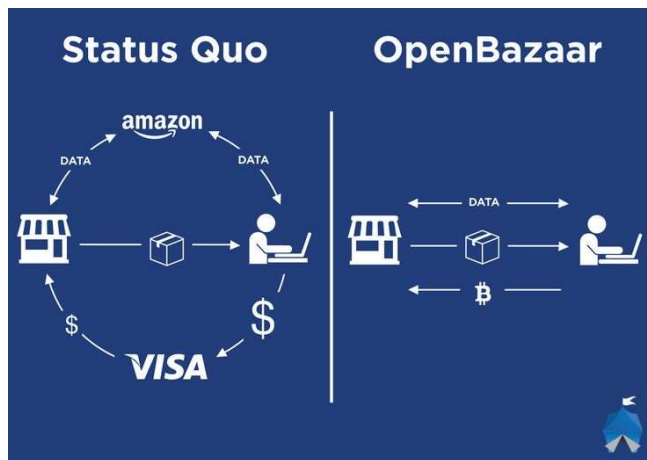 Status Quo
OpenBazaar
amazon
DATA
DATA
$
$
VISA
DATA
₿